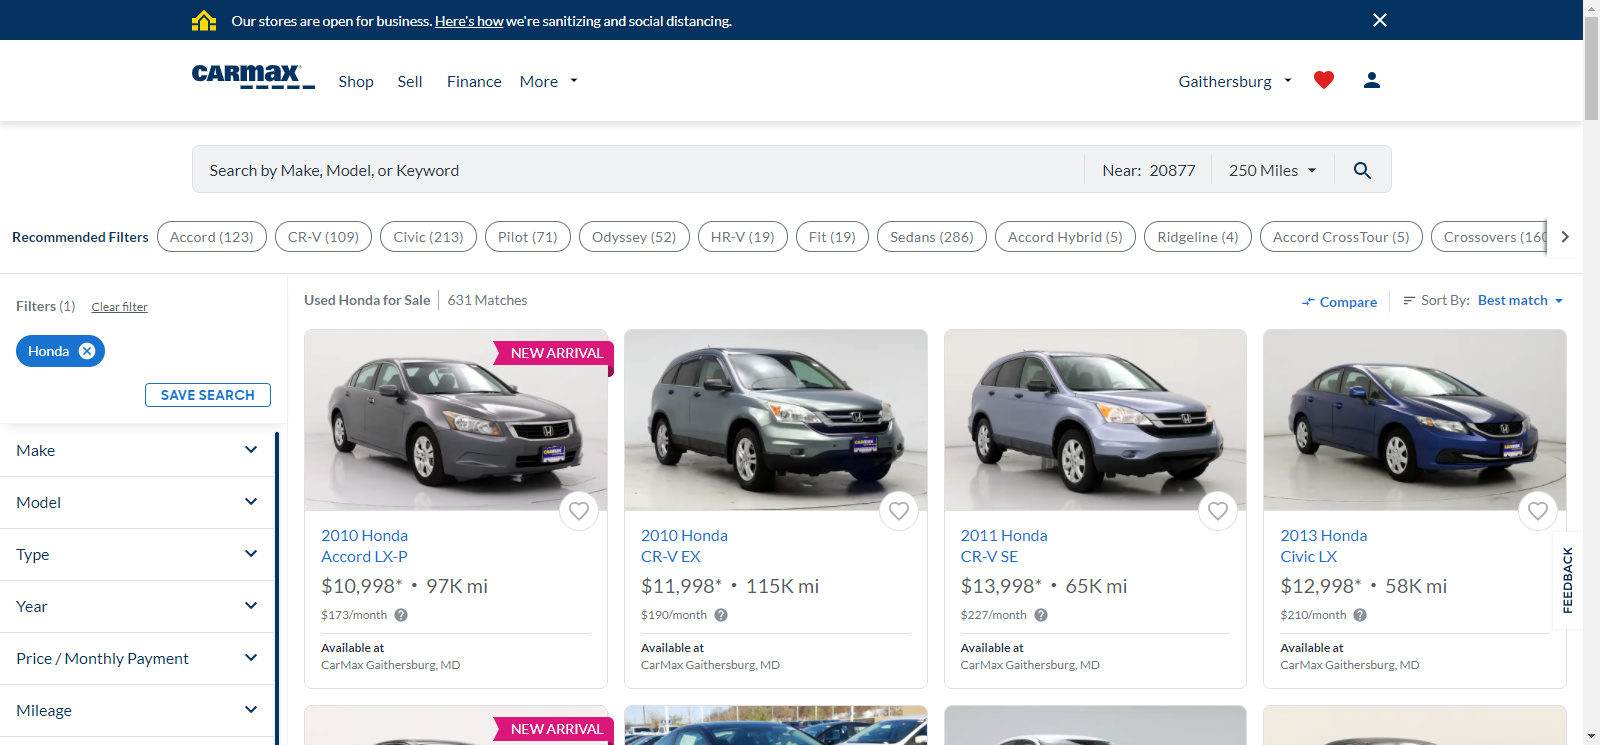 Our stores are open for business. Here's how we're sanitizing and social distancing.
CARMAX
Shop Sell Finance More
Gaithersburg
Search by Make, Model, or Keyword
Near: 20877
250 Miles
Recommended Filters
Accord (123)
CR-V (109)
Civic (213)
Pilot (71)
Odyssey (52)
HR-V (19)
Fit (19)
Sedans (286)
Accord Hybrid (5)
Ridgeline (4)
Accord CrossTour (5)
Crossovers (160
Filters (1) Clear filter
Honda
SAVE SEARCH
Make
Model
Type
Year
Price / Monthly Payment
Mileage
Used Honda for Sale 631 Matches
Compare
Sort By: Best match
NEW ARRIVAL
2010 Honda
Accord LX-P
$10,998* • 97K mi
$173/month
Available at
CarMax Gaithersburg, MD
2010 Honda
CR-V EX
$11,998* • 115K mi
$190/month
Available at
CarMax Gaithersburg, MD
2011 Honda
CR-V SE
$13,998* • 65K mi
$227/month
Available at
CarMax Gaithersburg, MD
2013 Honda
Civic LX
$12,998* • 58K mi
$210/month
Available at
CarMax Gaithersburg, MD
FEEDBACK
NEW ARRIVAL